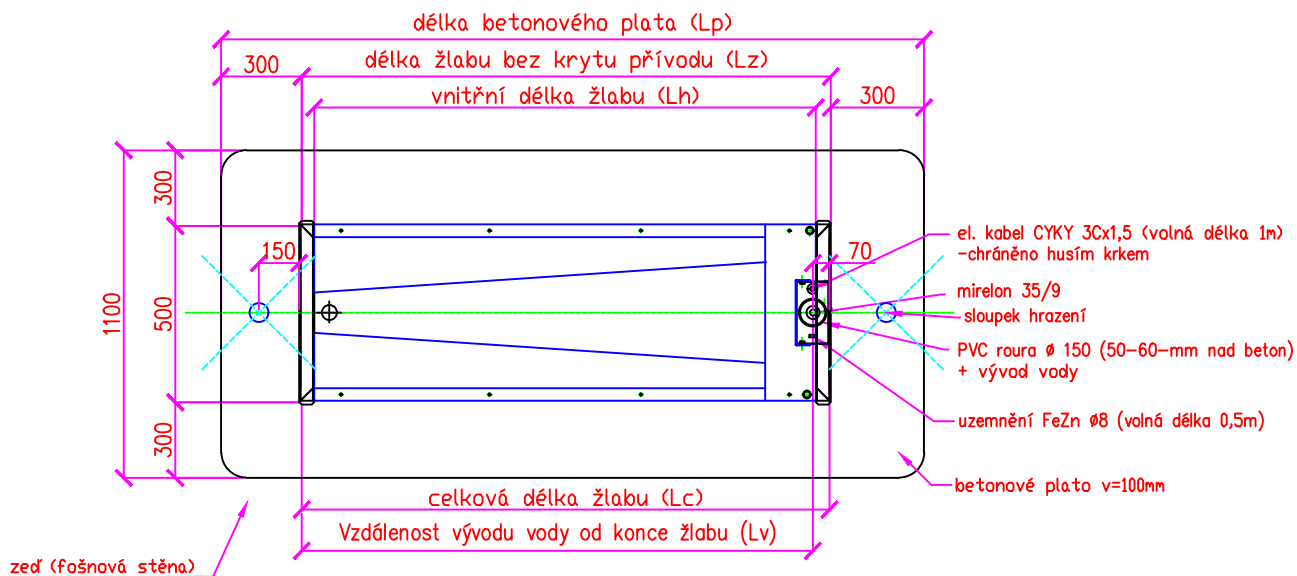 délka betonového plata (Lp)
300
délka žlabu bez krytu přívodu (Lz)
vnitřní délka žlabu (Lh)
300
300
150
70
el. kabel CYKY 3Cx1,5 (volná délka 1m)
-chráněno husím krkem
mirelon 35/9
sloupek hrazení
1100
500
PVC roura ø 150 (50-60-mm nad beton)
+ vývod vody
uzemnění FeZn ø8 (volná délka 0,5m)
300
betonové plato v=100mm
celková délka žlabu (Lc)
Vzdálenost vývodu vody od konce žlabu (Lv)
zeď (fošnová stěna)